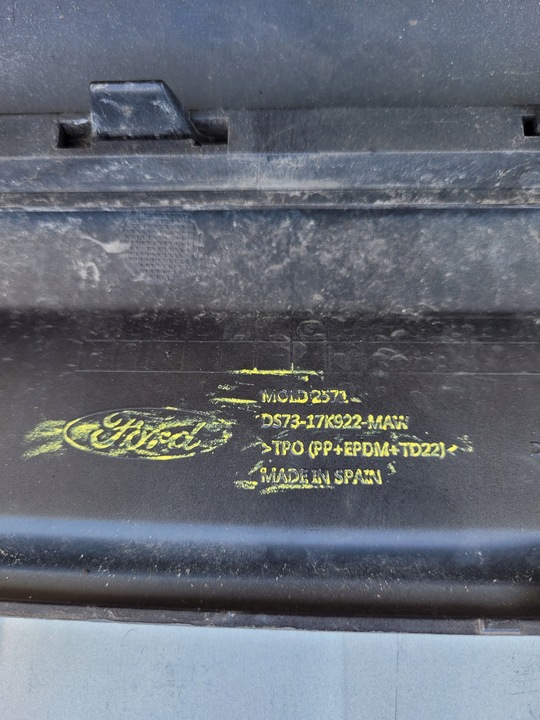 Ford
MOLD 2571
DS73-17K922-MAW
>TPO (PP+EPDM+TD22)<
MADE IN SPAIN